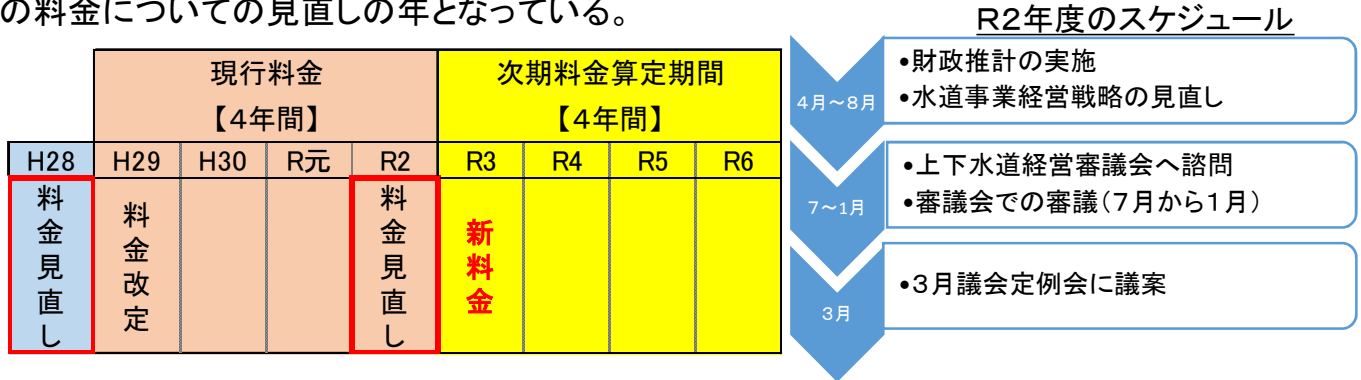 の料金についての見直しの年となっている。
現行料金
【4年間】
次期料金算定期間
【4年間】
H28 H29 H30 R元 R2 R3 R4 R5 R6
料金見直し
料金改定
料金見直し
新料金
R2年度のスケジュール
4月~8月
•財政推計の実施
•水道事業経営戦略の見直し
7~1月
•上下水道経営審議会へ諮問
•審議会での審議(7月から1月)
3月
•3月議会定例会に議案